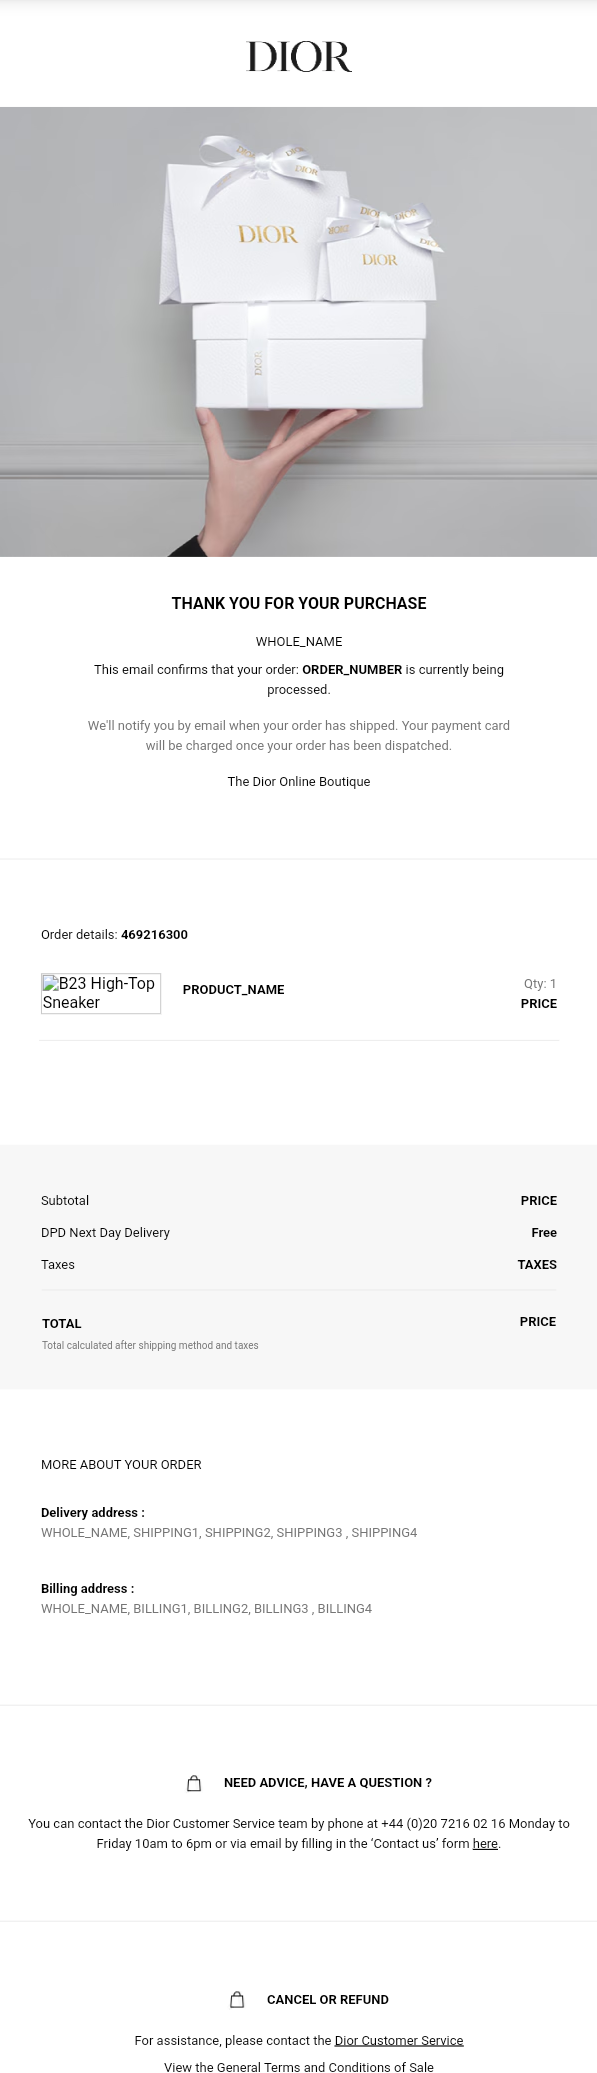 DIOR
DIOR
DIOR
DIOR
DIOR
DIOR
DIOR
DIOR
DIOR
DIOR
DIOR
THANK YOU FOR YOUR PURCHASE
WHOLE_NAME
This email confirms that your order: ORDER_NUMBER is currently being
processed.
We'll notify you by email when your order has shipped. Your payment card
will be charged once your order has been dispatched.
The Dior Online Boutique
Order details: 469216300
B23 High-Top
Sneaker
PRODUCT_NAME
Qty: 1
PRICE
Subtotal PRICE
DPD Next Day Delivery Free
Taxes TAXES
TOTAL PRICE
Total calculated after shipping method and taxes
MORE ABOUT YOUR ORDER
Delivery address :
WHOLE_NAME, SHIPPING1, SHIPPING2, SHIPPING3 , SHIPPING4
Billing address :
WHOLE_NAME, BILLING1, BILLING2, BILLING3 , BILLING4
NEED ADVICE, HAVE A QUESTION ?
You can contact the Dior Customer Service team by phone at +44 (0)20 7216 02 16 Monday to
Friday 10am to 6pm or via email by filling in the ‘Contact us’ form here.
CANCEL OR REFUND
For assistance, please contact the Dior Customer Service
View the General Terms and Conditions of Sale